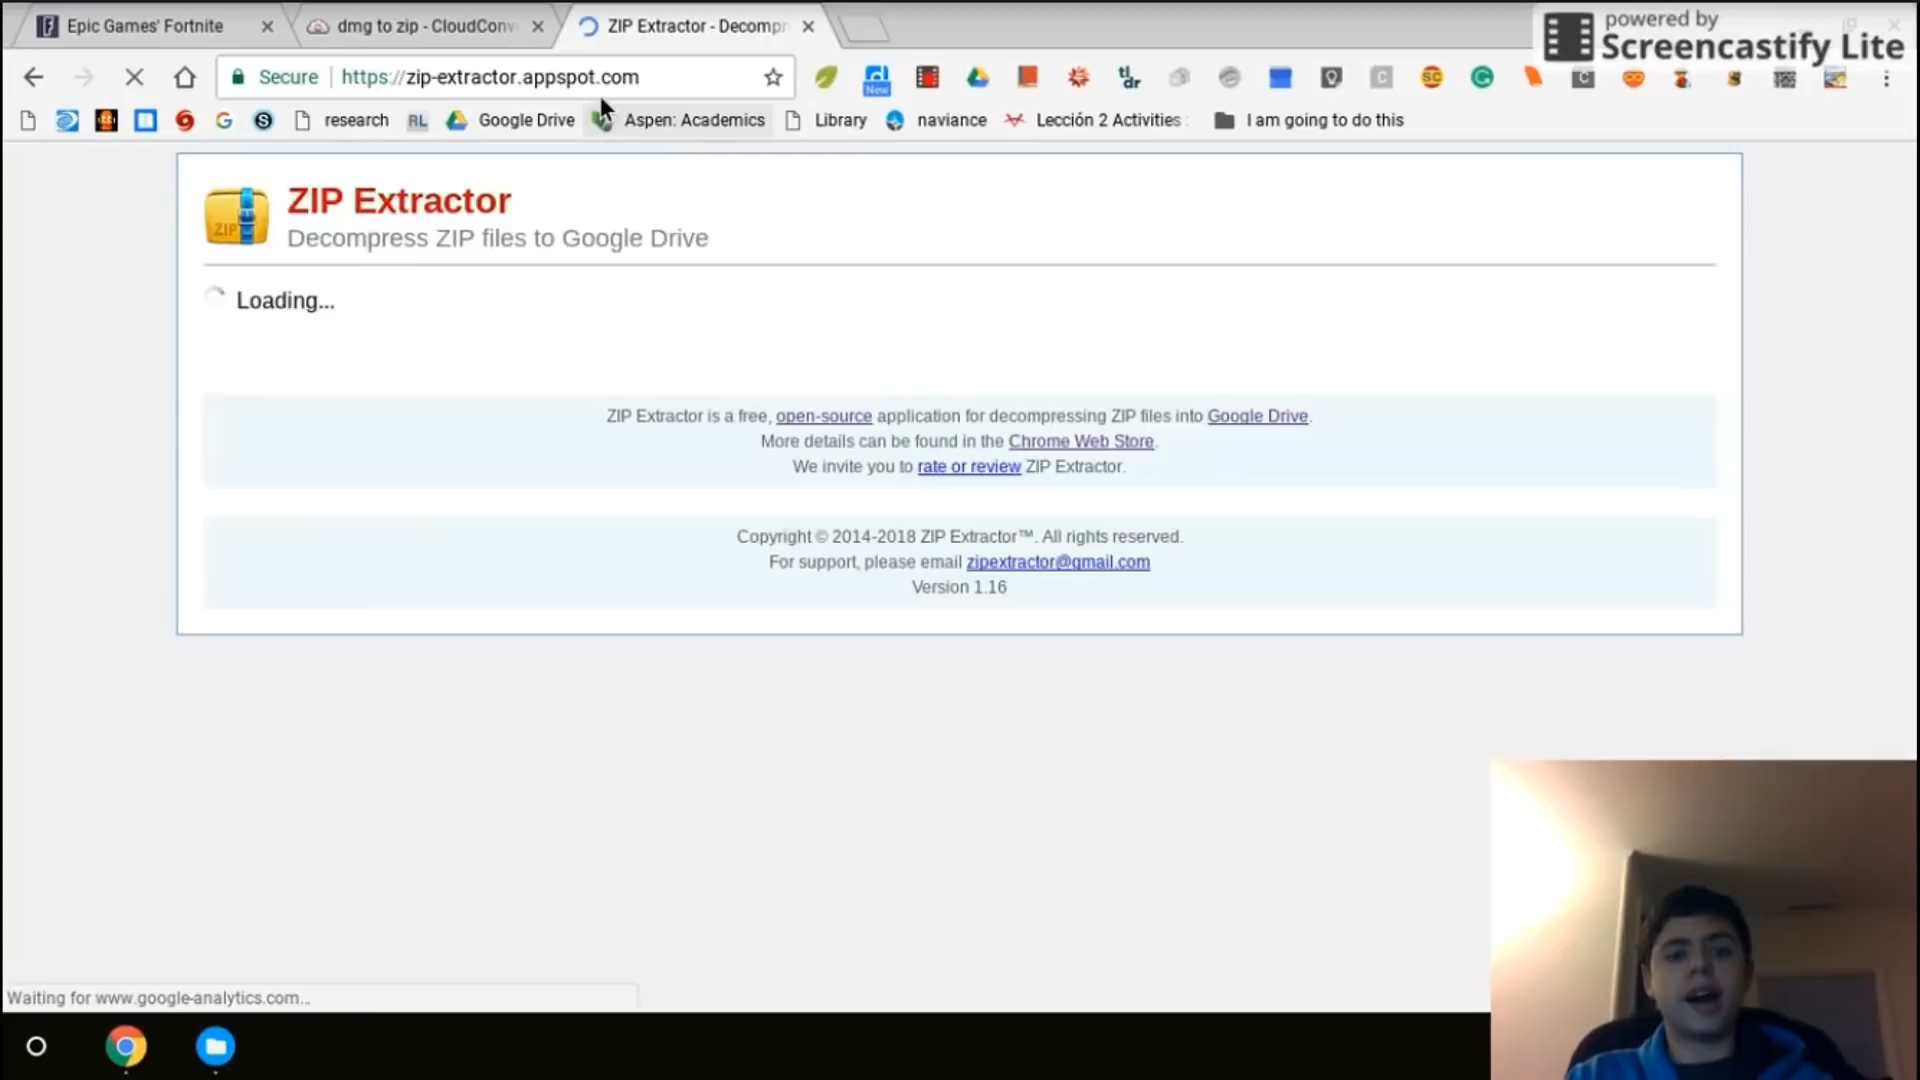 powered by
Screencastify Lite
Epic Games' Fortnite
dmg to zip - CloudConv
ZIP Extractor - Decompr
Secure
https://zip-extractor.appspot.com
New
tl;dr
SC
C
C
research
RL
Google Drive
Aspen: Academics
Library
naviance
Lección 2 Activities :
I am going to do this
ZIP
ZIP Extractor
Decompress ZIP files to Google Drive
Loading...
ZIP Extractor is a free, open-source application for decompressing ZIP files into Google Drive.
More details can be found in the Chrome Web Store.
We invite you to rate or review ZIP Extractor.
Copyright © 2014-2018 ZIP Extractor™. All rights reserved.
For support, please email zipextractor@gmail.com
Version 1.16
Waiting for www.google-analytics.com...